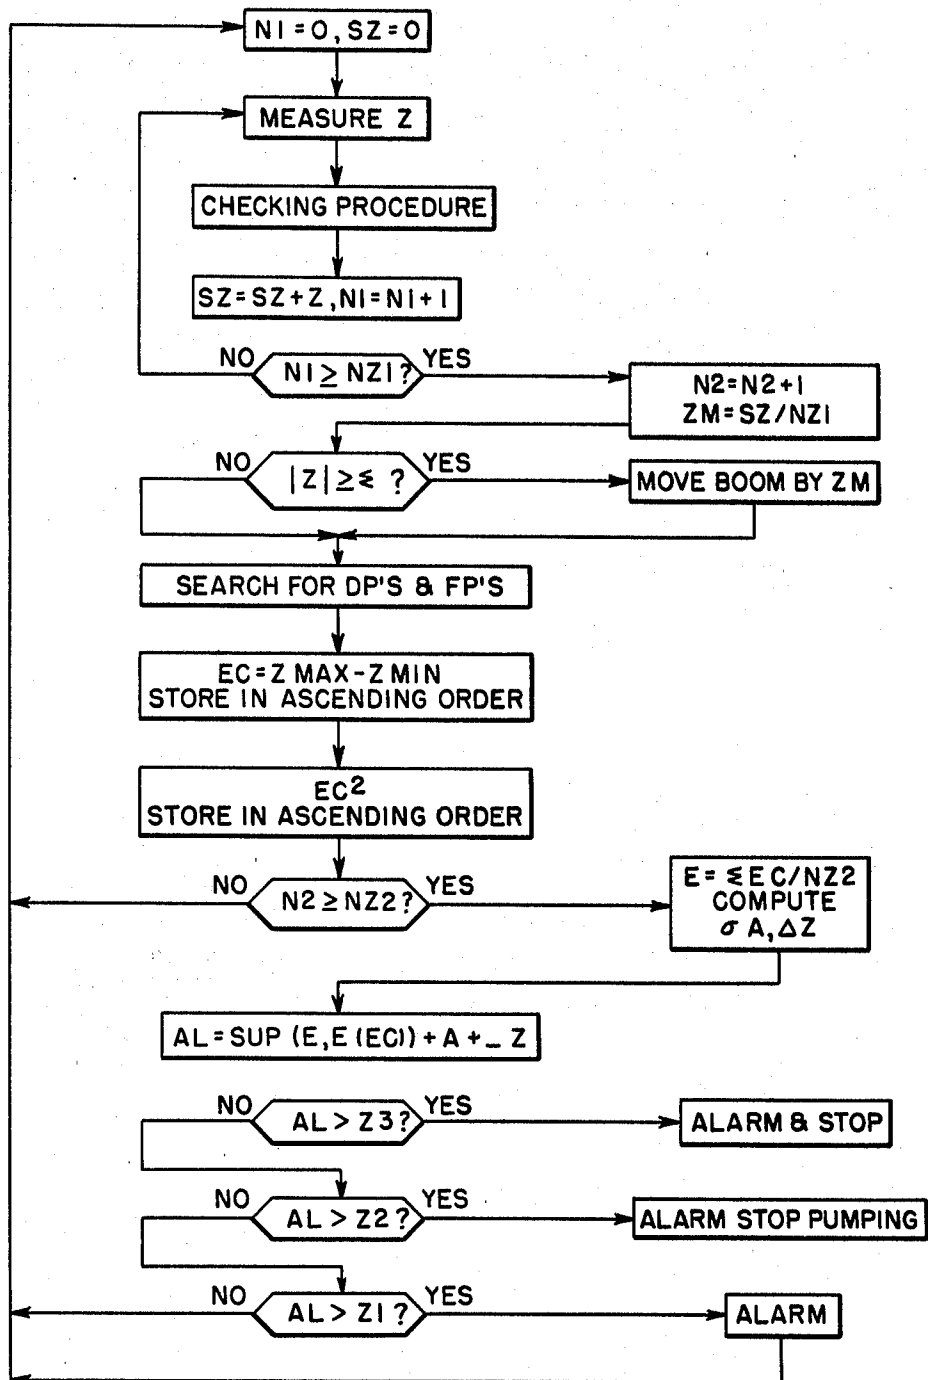 N1=0, SZ=0
MEASURE Z
CHECKING PROCEDURE
SZ=SZ+Z,N1=N1+1
NO
N1≥NZ1?
YES
N2=N2+1
ZM=SZ/NZ1
NO
|Z|≥≤ ?
YES
MOVE BOOM BY ZM
SEARCH FOR DP'S & FP'S
EC=Z MAX-Z MIN
STORE IN ASCENDING ORDER
EC²
STORE IN ASCENDING ORDER
NO
N2≥NZ2?
YES
E=≤EC/NZ2
COMPUTE
σ A,ΔZ
AL=SUP (E,E(EC))+A+_ Z
NO
AL>Z3?
YES
ALARM & STOP
NO
AL>Z2?
YES
ALARM STOP PUMPING
NO
AL>Z1?
YES
ALARM